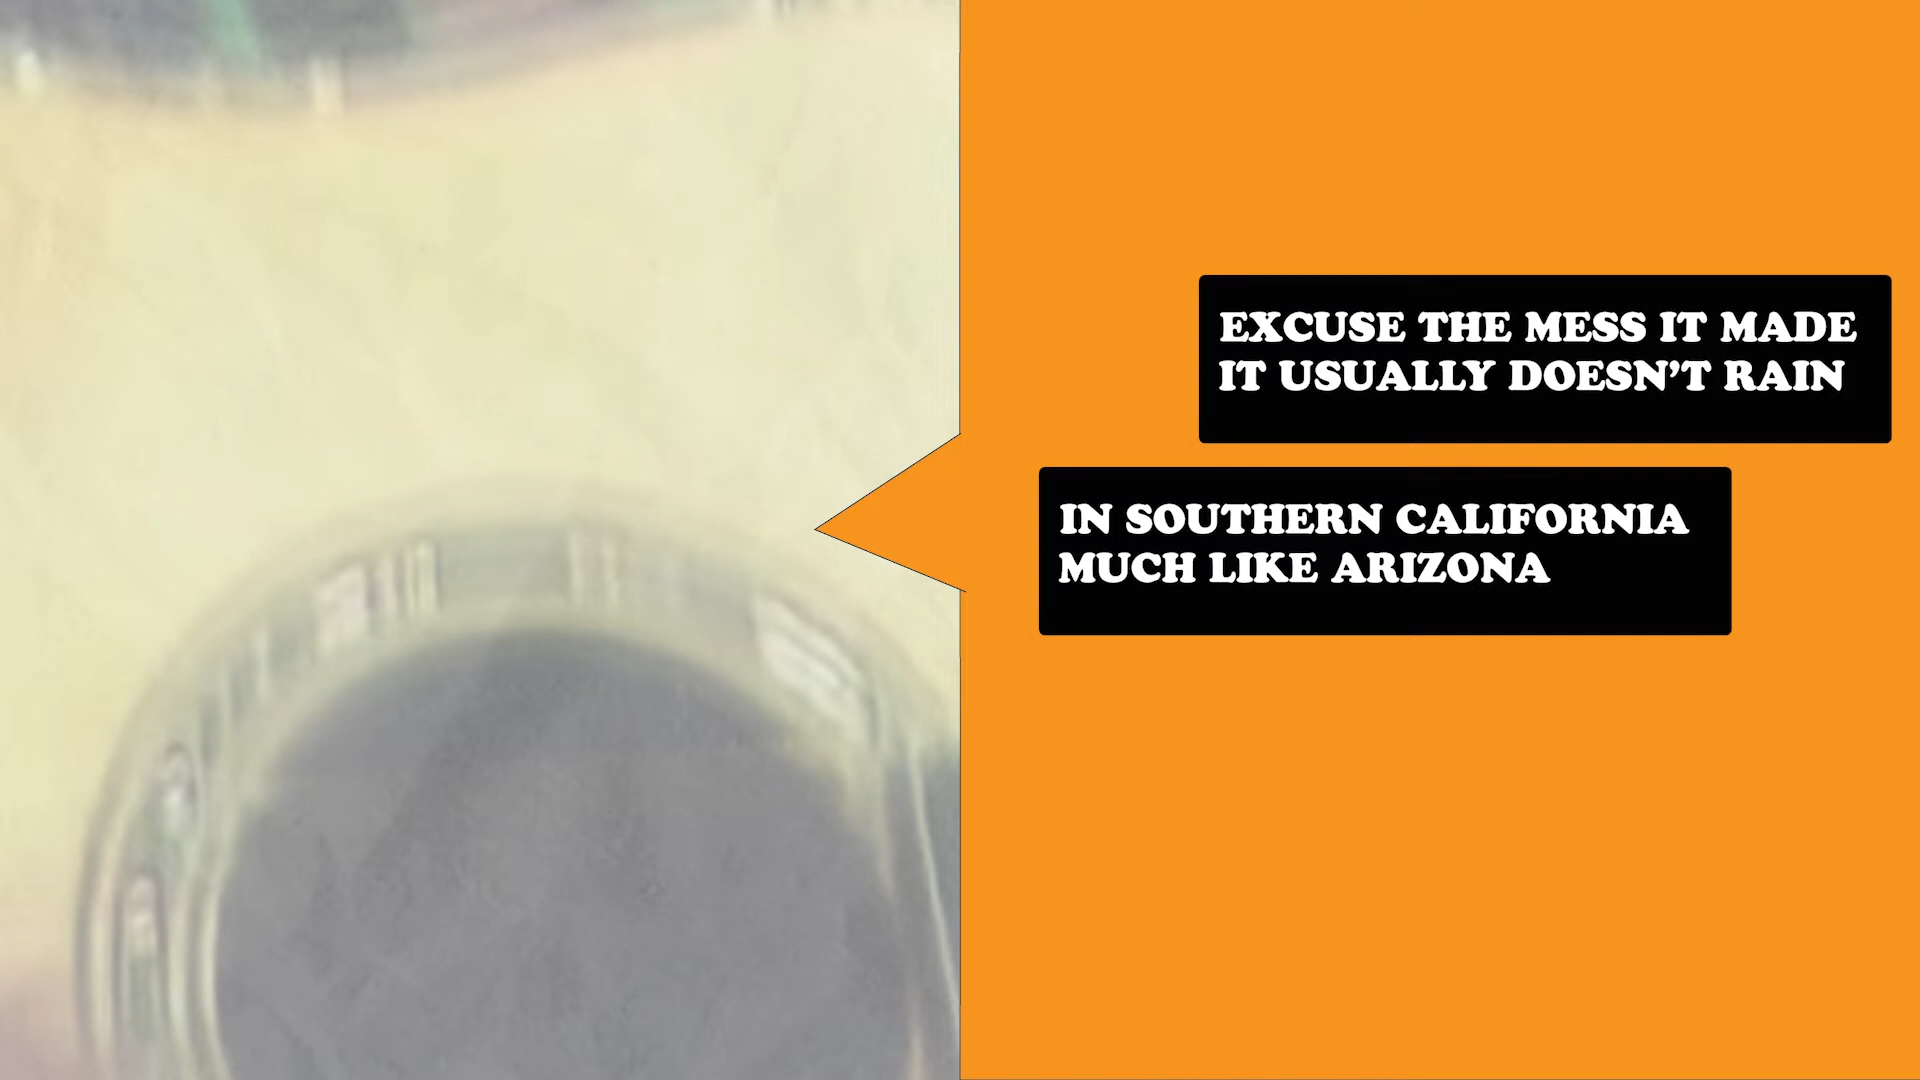 EXCUSE THE MESS IT MADE
IT USUALLY DOESN’T RAIN
IN SOUTHERN CALIFORNIA
MUCH LIKE ARIZONA